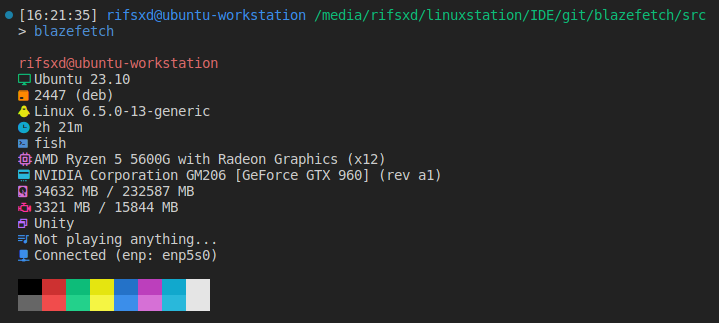 [16:21:35] rifsxd@ubuntu-workstation /media/rifsxd/linuxstation/IDE/git/blazefetch/src
> blazefetch
rifsxd@ubuntu-workstation
Ubuntu 23.10
2447 (deb)
Linux 6.5.0-13-generic
2h 21m
fish
AMD Ryzen 5 5600G with Radeon Graphics (x12)
NVIDIA Corporation GM206 [GeForce GTX 960] (rev a1)
34632 MB / 232587 MB
3321 MB / 15844 MB
Unity
Not playing anything...
Connected (enp: enp5s0)